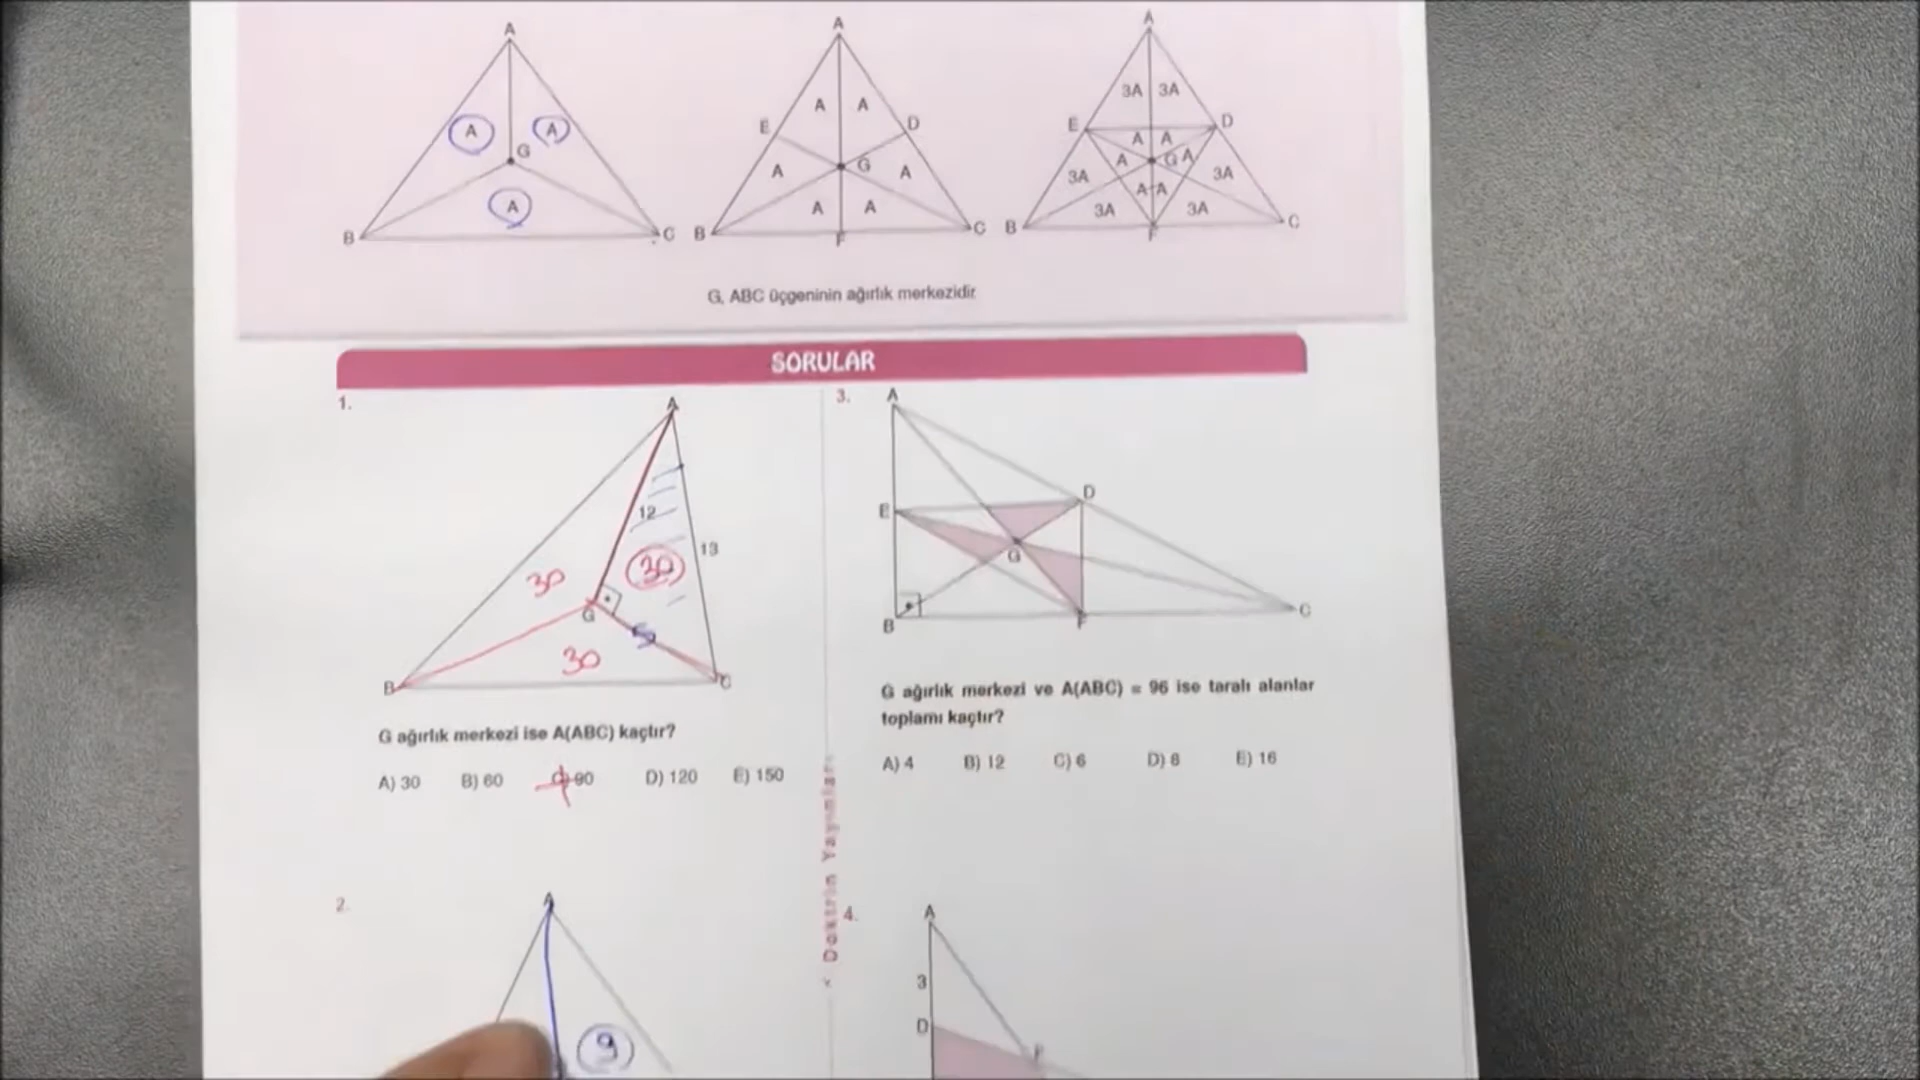 A
A
A
G
B
C
A
A
A
E
D
A
G
A
A
A
B
F
C
A
3A
3A
E
D
A
A
A
G
A
3A
3A
A
A
3A
3A
B
F
C
G, ABC üçgeninin ağırlık merkezidir.
SORULAR
1.
A
12
13
30
30
G
5
30
B
C
G ağırlık merkezi ise A(ABC) kaçtır?
A) 30 B) 60 C) 90 D) 120 E) 150
2.
A
9
Doktrin Yayınları
3.
A
D
E
G
B
F
C
G ağırlık merkezi ve A(ABC) = 96 ise taralı alanlar
toplamı kaçtır?
A) 4 B) 12 C) 6 D) 8 E) 16
4.
A
3
D
F